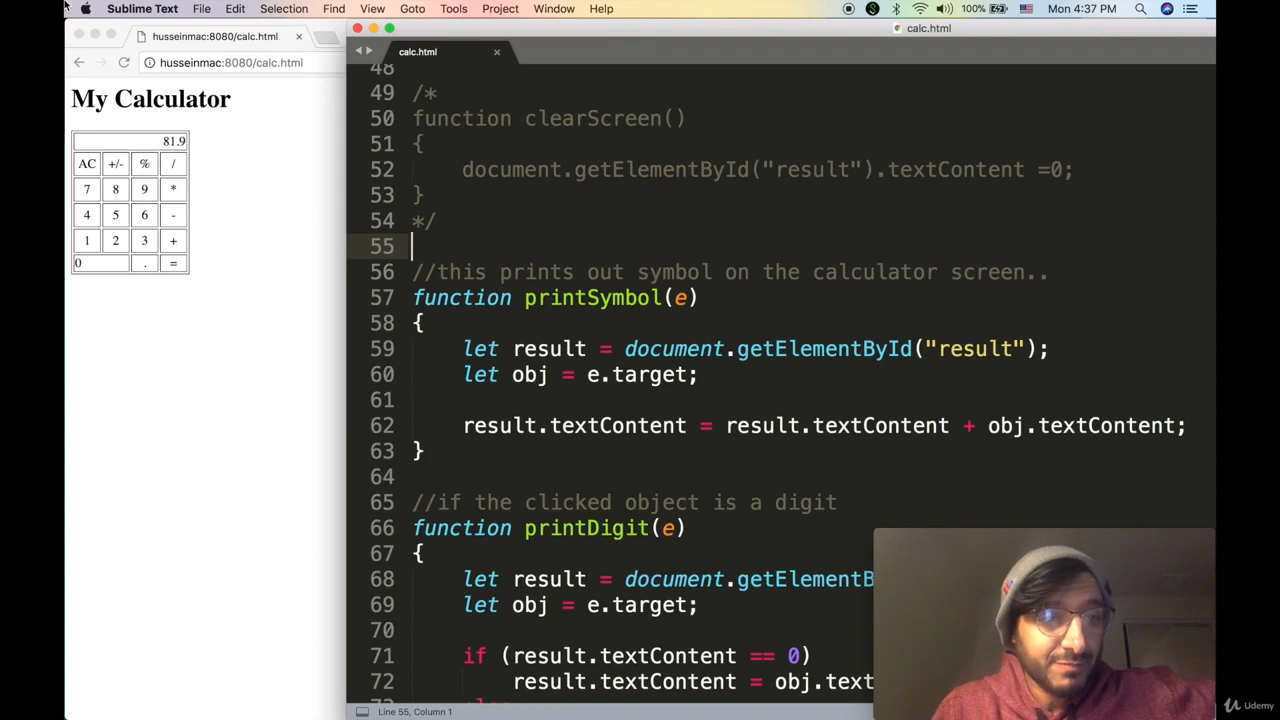 Sublime Text File Edit Selection Find View Goto Tools Project Window Help
100% Mon 4:37 PM
husseinmac:8080/calc.html
husseinmac:8080/calc.html
My Calculator
81.9
AC +/- % /
7 8 9 *
4 5 6 -
1 2 3 +
0 . =
calc.html
calc.html
48
49 /*
50 function clearScreen()
51 {
52 document.getElementById("result").textContent =0;
53 }
54 */
55
56 //this prints out symbol on the calculator screen..
57 function printSymbol(e)
58 {
59 let result = document.getElementById("result");
60 let obj = e.target;
61
62 result.textContent = result.textContent + obj.textContent;
63 }
64
65 //if the clicked object is a digit
66 function printDigit(e)
67 {
68 let result = document.getElementB
69 let obj = e.target;
70
71 if (result.textContent == 0)
72 result.textContent = obj.text
Line 55, Column 1
Udemy